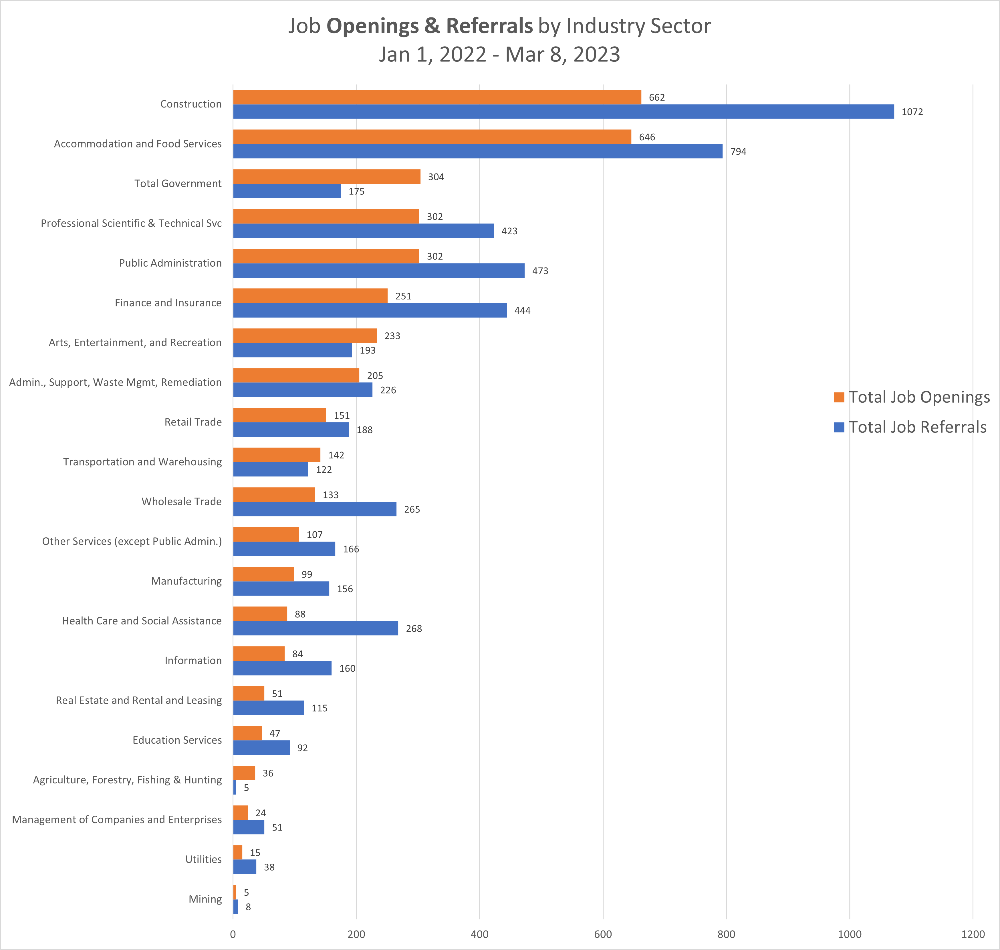 Job Openings & Referrals by Industry Sector
Jan 1, 2022 - Mar 8, 2023
Construction
662
1072
Accommodation and Food Services
646
794
Total Government
304
175
Professional Scientific & Technical Svc
302
423
Public Administration
302
473
Finance and Insurance
251
444
Arts, Entertainment, and Recreation
233
193
Admin., Support, Waste Mgmt, Remediation
205
226
Retail Trade
151
188
Transportation and Warehousing
142
122
Wholesale Trade
133
265
Other Services (except Public Admin.)
107
166
Manufacturing
99
156
Health Care and Social Assistance
88
268
Information
84
160
Real Estate and Rental and Leasing
51
115
Education Services
47
92
Agriculture, Forestry, Fishing & Hunting
36
5
Management of Companies and Enterprises
24
51
Utilities
15
38
Mining
5
8
Total Job Openings
Total Job Referrals
0 200 400 600 800 1000 1200